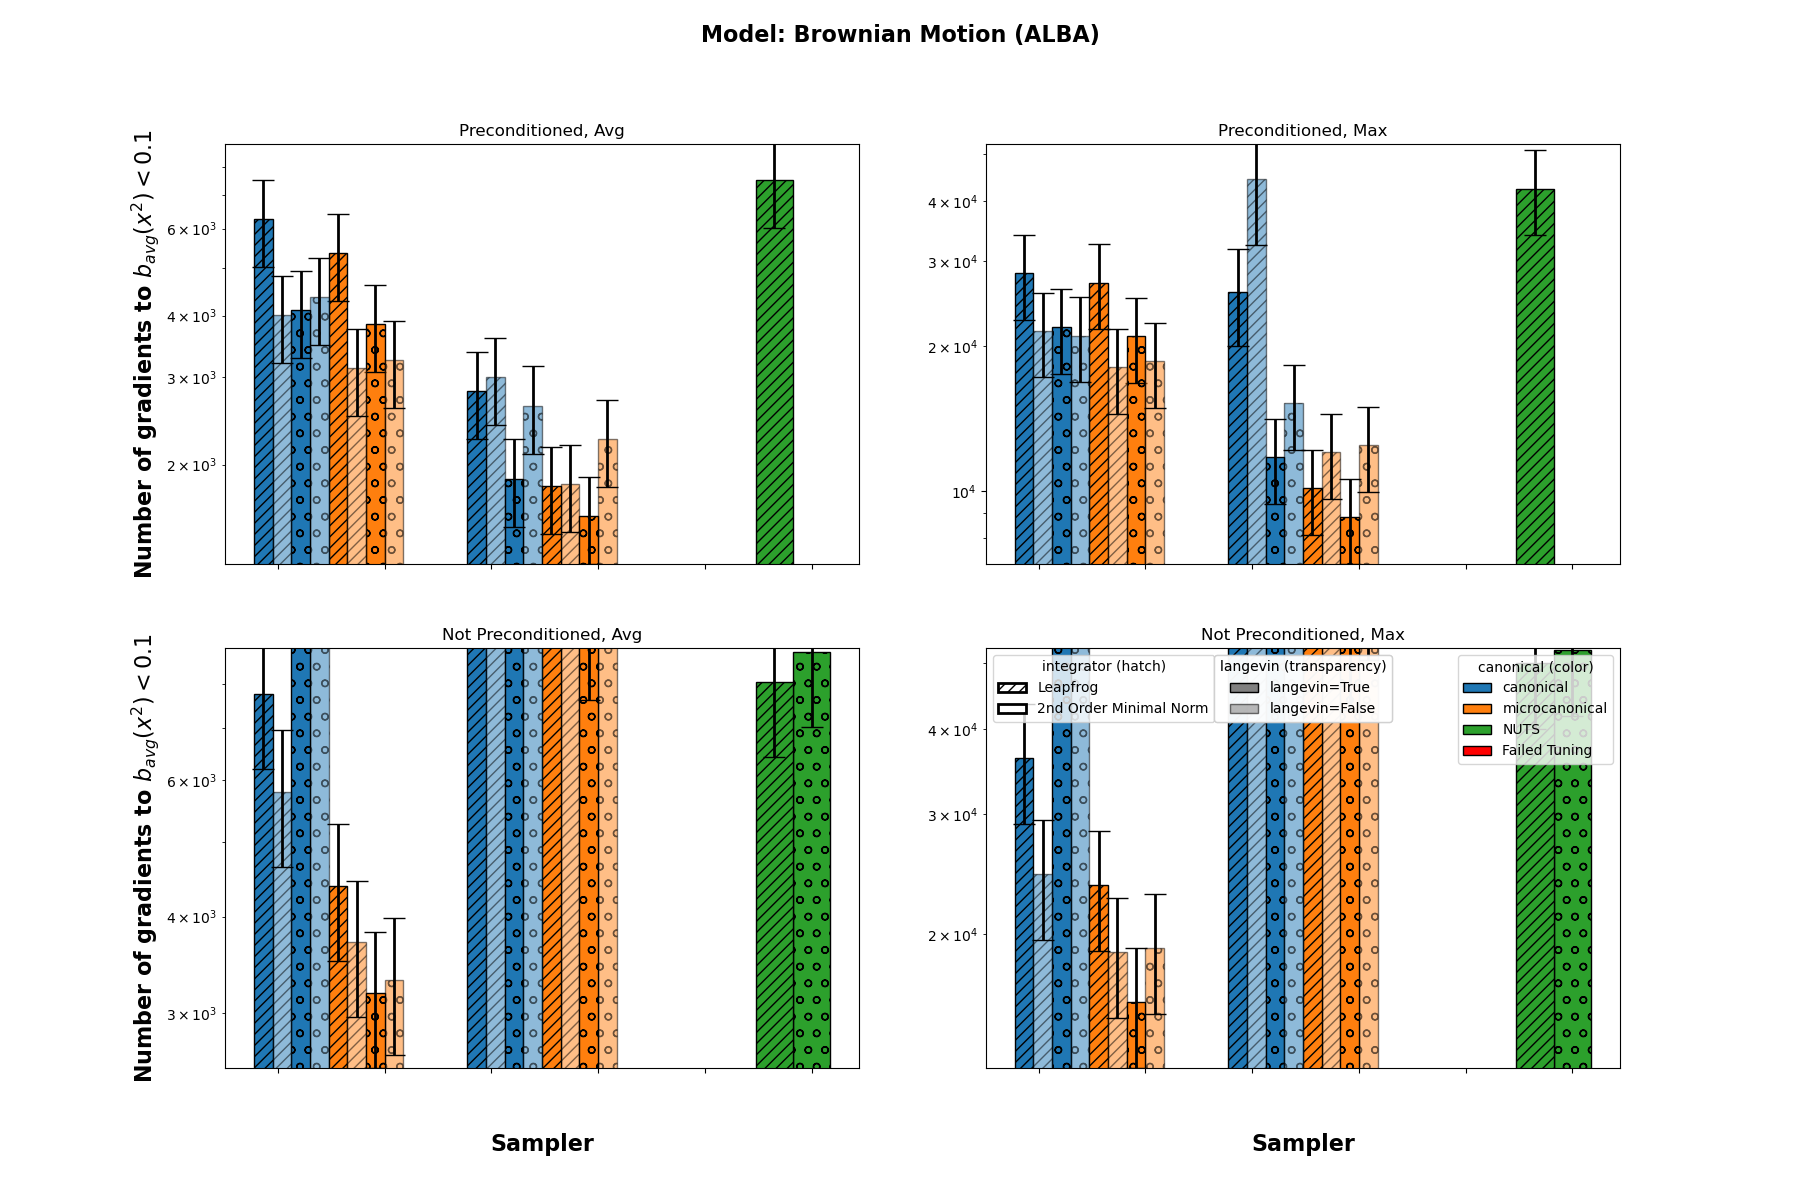 Model: Brownian Motion (ALBA)
Preconditioned, Avg
Number of gradients to $b_{avg}(x^2) < 0.1$
6 × 10³
4 × 10³
3 × 10³
2 × 10³
Preconditioned, Max
4 × 10⁴
3 × 10⁴
2 × 10⁴
10⁴
Not Preconditioned, Avg
Number of gradients to $b_{avg}(x^2) < 0.1$
6 × 10³
4 × 10³
3 × 10³
Sampler
Not Preconditioned, Max
4 × 10⁴
3 × 10⁴
2 × 10⁴
integrator (hatch)
Leapfrog
2nd Order Minimal Norm
langevin (transparency)
langevin=True
langevin=False
canonical (color)
canonical
microcanonical
NUTS
Failed Tuning
Sampler